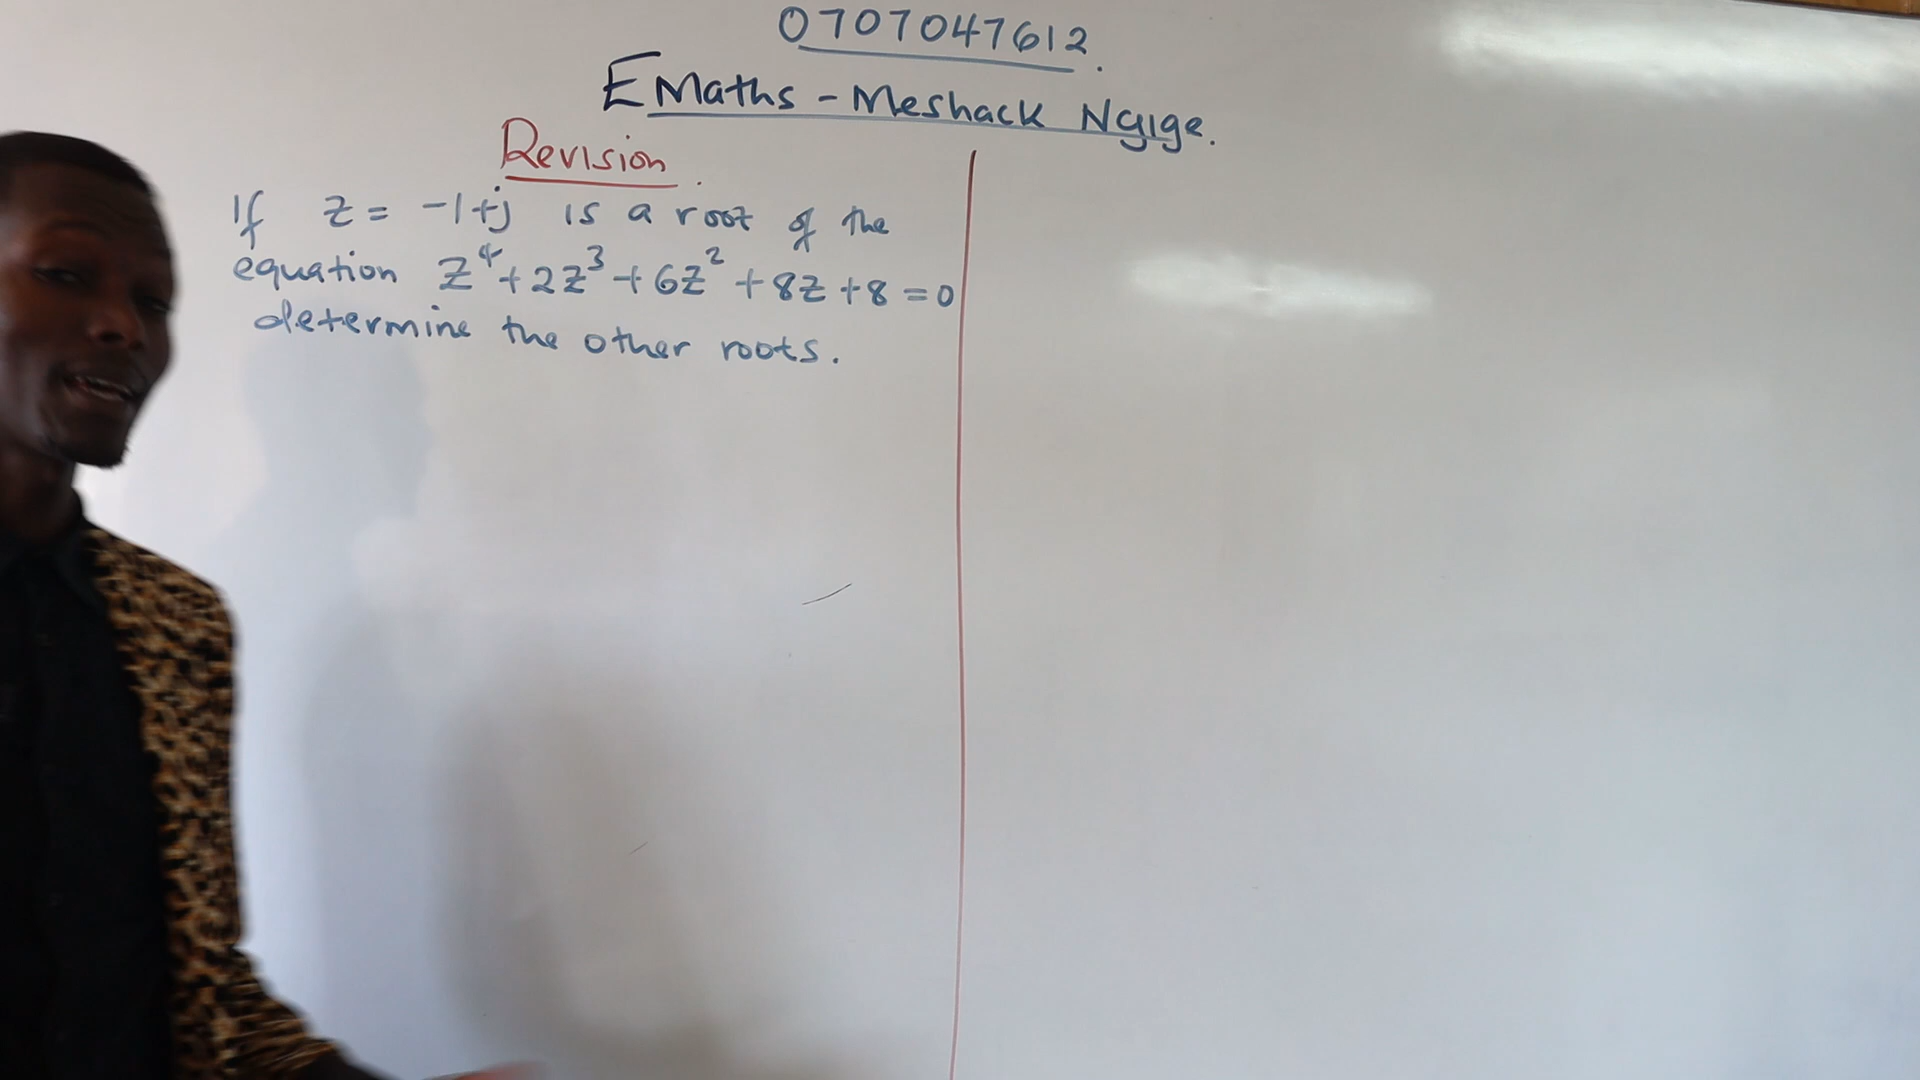 0707047612.
EMaths - Meshack Ngige.
Revision.
If z = -1+j is a root of the
equation z⁴+2z³+6z²+8z+8=0
determine the other roots.